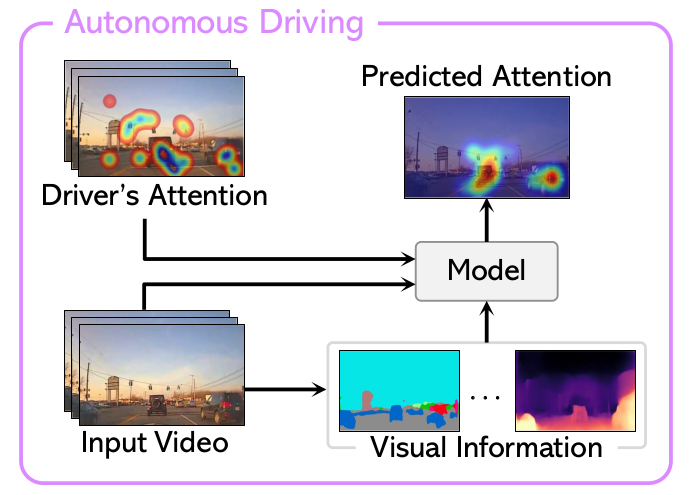 Autonomous Driving
Predicted Attention
Driver's Attention
Model
Input Video
...
Visual Information